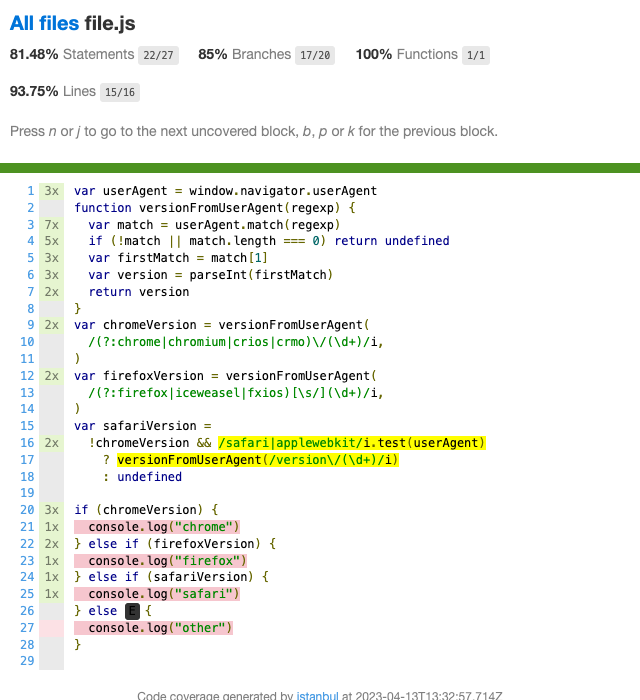 All files file.js
81.48% Statements 22/27 85% Branches 17/20 100% Functions 1/1
93.75% Lines 15/16
Press n or j to go to the next uncovered block, b, p or k for the previous block.
1 3x var userAgent = window.navigator.userAgent
2 function versionFromUserAgent(regexp) {
3 7x var match = userAgent.match(regexp)
4 5x if (!match || match.length === 0) return undefined
5 3x var firstMatch = match[1]
6 3x var version = parseInt(firstMatch)
7 2x return version
8 }
9 2x var chromeVersion = versionFromUserAgent(
10 /(?:chrome|chromium|crios|crmo)\/(\d+)/i,
11 )
12 2x var firefoxVersion = versionFromUserAgent(
13 /(?:firefox|iceweasel|fxios)[\s/](\d+)/i,
14 )
15 var safariVersion =
16 2x !chromeVersion && /safari|applewebkit/i.test(userAgent)
17 ? versionFromUserAgent(/version\/(\d+)/i)
18 : undefined
19
20 3x if (chromeVersion) {
21 1x console.log("chrome")
22 2x } else if (firefoxVersion) {
23 1x console.log("firefox")
24 1x } else if (safariVersion) {
25 1x console.log("safari")
26 } else E {
27 console.log("other")
28 }
29
Code coverage generated by istanbul at 2023-04-13T13:32:57.714Z